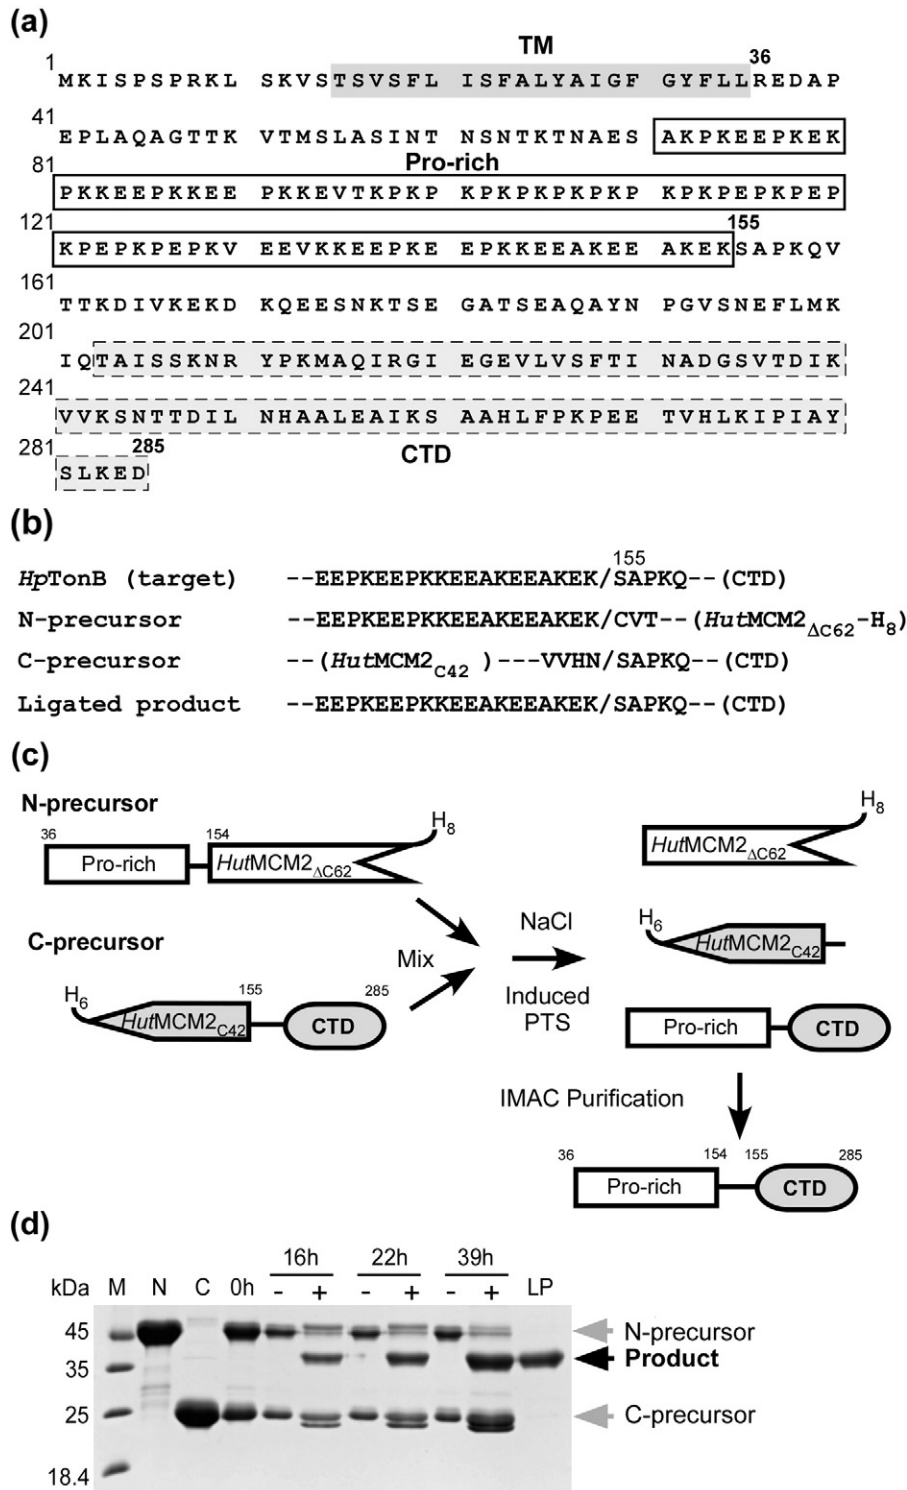 (a)
TM
1 36
MKISPSPRKL SKVSTSVSFL ISFALYAIGF GYFLLREDAP
41
EPLAQAGTTK VTMSLASINT NSNTKTNAES AKPKEEPKEK
81 Pro-rich
PKKEEPKKEE PKKEVTKPKP KPKPKPKPKP KPKPEPKPEP
121 155
KPEPKPEPKV EEVKKEEPKE EPKKEEAKEE AKEKSAPKQV
161
TTKDIVKEKD KQEESNKTSE GATSEAQAYN PGVSNEFLMK
201
IQTAISSKNR YPKMAQIRGI EGEVLVSFTI NADGSVTDIK
241
VVKSNTTDIL NHAALEAIKS AAHLFPKPEE TVHLKIPIAY
281 285 CTD
SLKED
(b)
155
HpTonB (target) --EEPKEEPKKEEAKEEAKEK/SAPKQ--(CTD)
N-precursor --EEPKEEPKKEEAKEEAKEK/CVT--(HutMCM2ΔC62-H8)
C-precursor --(HutMCM2C42 )---VVHN/SAPKQ--(CTD)
Ligated product --EEPKEEPKKEEAKEEAKEK/SAPKQ--(CTD)
(c)
N-precursor
36 154 H8
Pro-rich HutMCM2ΔC62
C-precursor
H6 155 285
HutMCM2C42 CTD
Mix
NaCl
Induced
PTS
H8
HutMCM2ΔC62
H6
HutMCM2C42
Pro-rich CTD
IMAC Purification
36 154 155 285
Pro-rich CTD
(d)
16h 22h 39h
kDa M N C 0h - + - + - + LP
45 N-precursor
35 Product
25 C-precursor
18.4